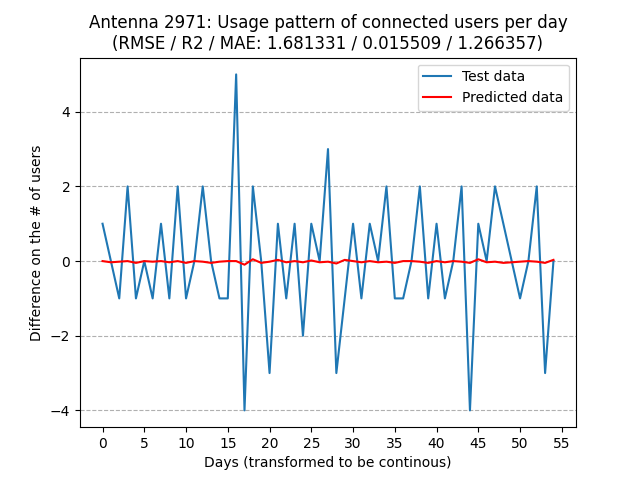 Antenna 2971: Usage pattern of connected users per day
(RMSE / R2 / MAE: 1.681331 / 0.015509 / 1.266357)
Test data
Predicted data
Difference on the # of users
4
2
0
−2
−4
0 5 10 15 20 25 30 35 40 45 50 55
Days (transformed to be continous)